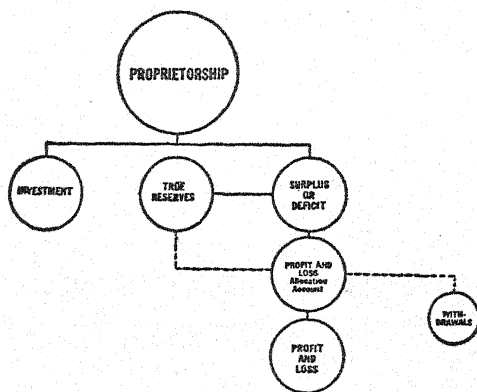 PROPRIETORSHIP
INVESTMENT
TRUE
RESERVES
SURPLUS
OR
DEFICIT
PROFIT AND
LOSS
Allocation
Account
WITH-
DRAWALS
PROFIT
AND
LOSS